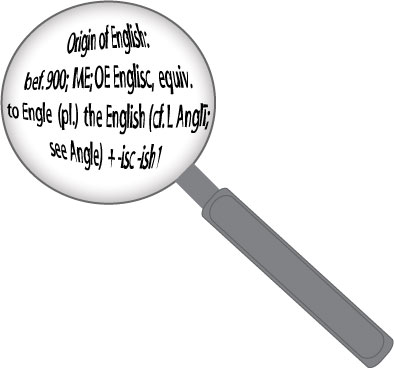 Origin of English:
bef. 900; ME; OE Englisc, equiv.
to Engle (pl.) the English (cf. L Anglī;
see Angle) + -isc -ish1